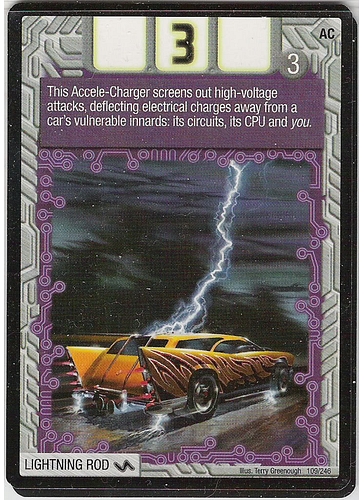 3
AC
3
This Accele-Charger screens out high-voltage
attacks, deflecting electrical charges away from a
car's vulnerable innards: its circuits, its CPU and you.
LIGHTNING ROD
Illus. Terry Greenough 109/246